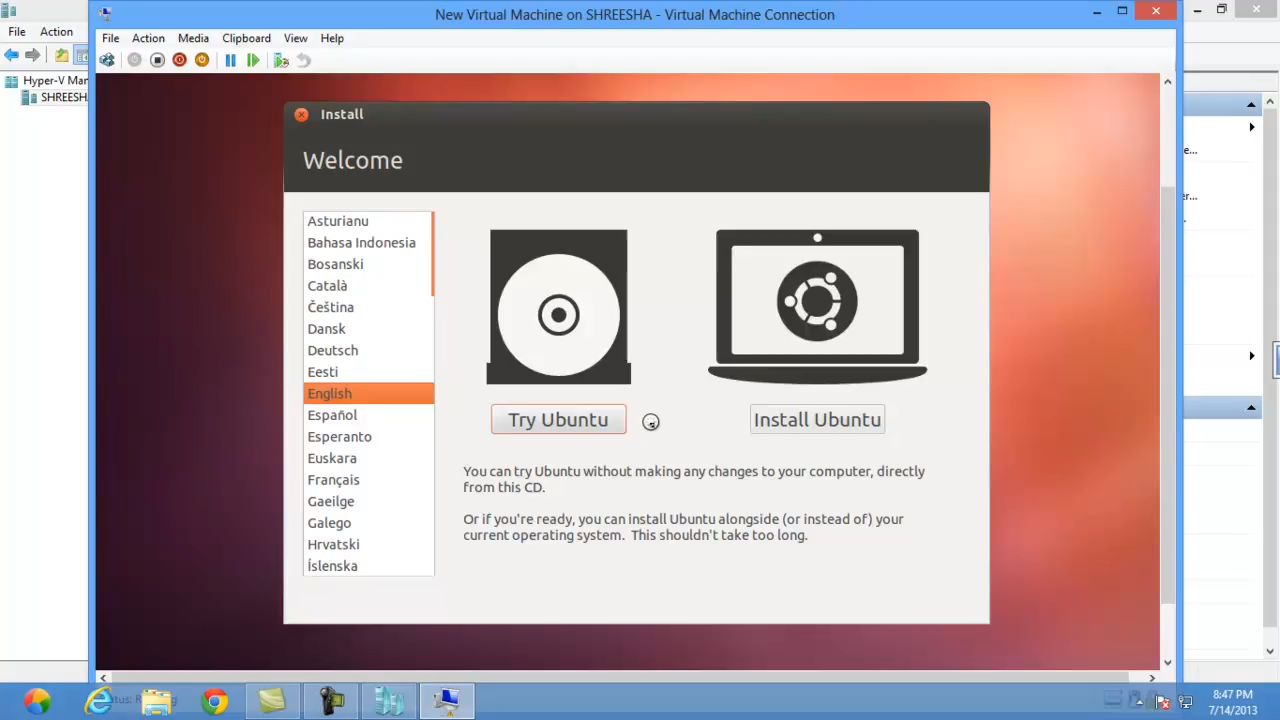 New Virtual Machine on SHREESHA - Virtual Machine Connection
File Action
File Action Media Clipboard View Help
Hyper-V Mar
SHREESH
Install
Welcome
Asturianu
Bahasa Indonesia
Bosanski
Català
Čeština
Dansk
Deutsch
Eesti
English
Español
Esperanto
Euskara
Français
Gaeilge
Galego
Hrvatski
Íslenska
Try Ubuntu
Install Ubuntu
You can try Ubuntu without making any changes to your computer, directly
from this CD.
Or if you're ready, you can install Ubuntu alongside (or instead of) your
current operating system. This shouldn't take too long.
e...
er...
8:47 PM
7/14/2013